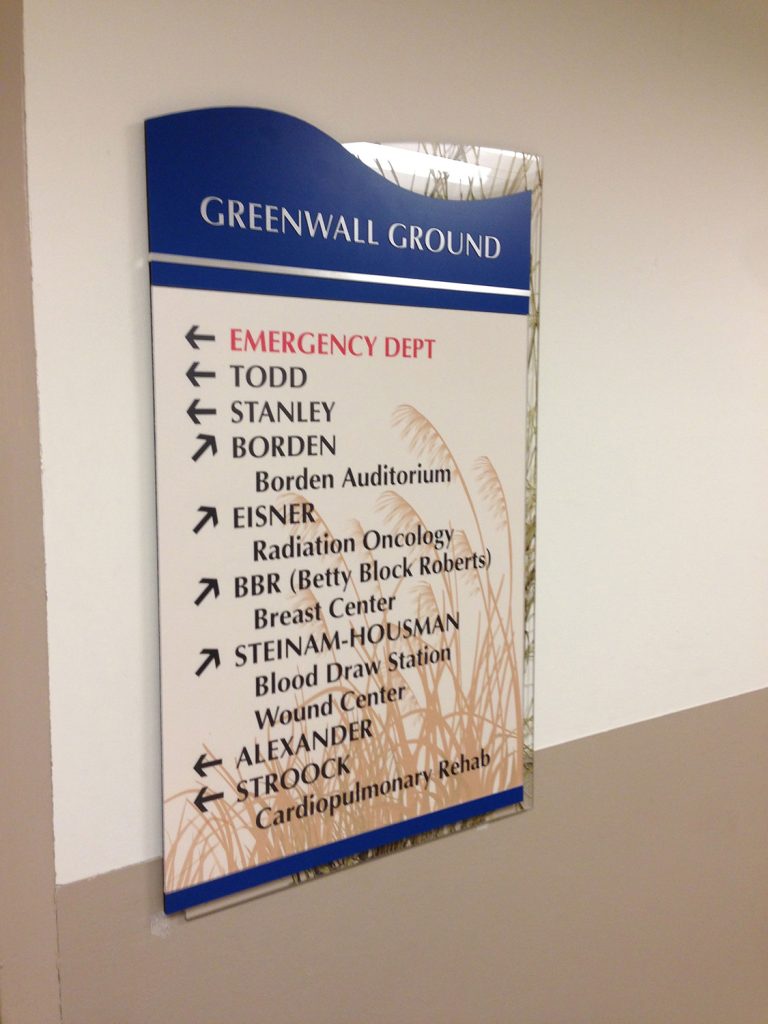 GREENWALL GROUND
← EMERGENCY DEPT
← TODD
← STANLEY
↗ BORDEN
Borden Auditorium
↗ EISNER
Radiation Oncology
↗ BBR (Betty Block Roberts)
Breast Center
↗ STEINAM-HOUSMAN
Blood Draw Station
Wound Center
← ALEXANDER
← STROOCK
Cardiopulmonary Rehab